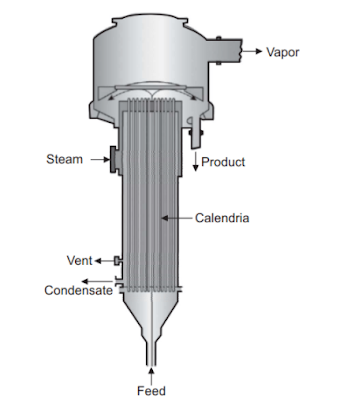 Vapor
Steam
Product
Calendria
Vent
Condensate
Feed